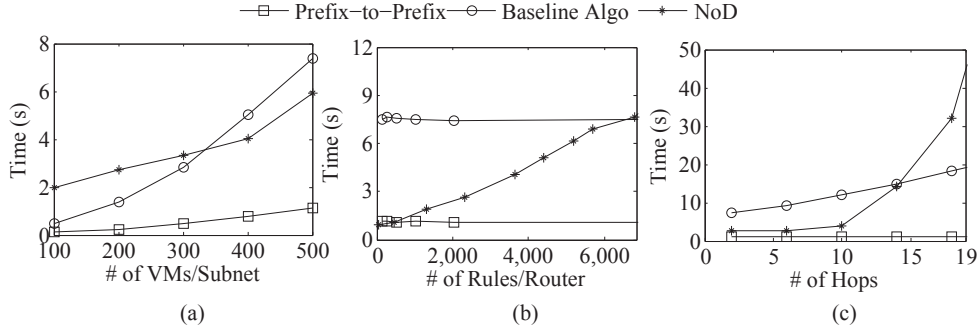 Prefix-to-Prefix Baseline Algo NoD
8
6
4
2
0
Time (s)
100 200 300 400 500
# of VMs/Subnet
(a)
12
9
6
3
0
Time (s)
0 2,000 4,000 6,000
# of Rules/Router
(b)
50
40
30
20
10
0
Time (s)
0 5 10 15 19
# of Hops
(c)